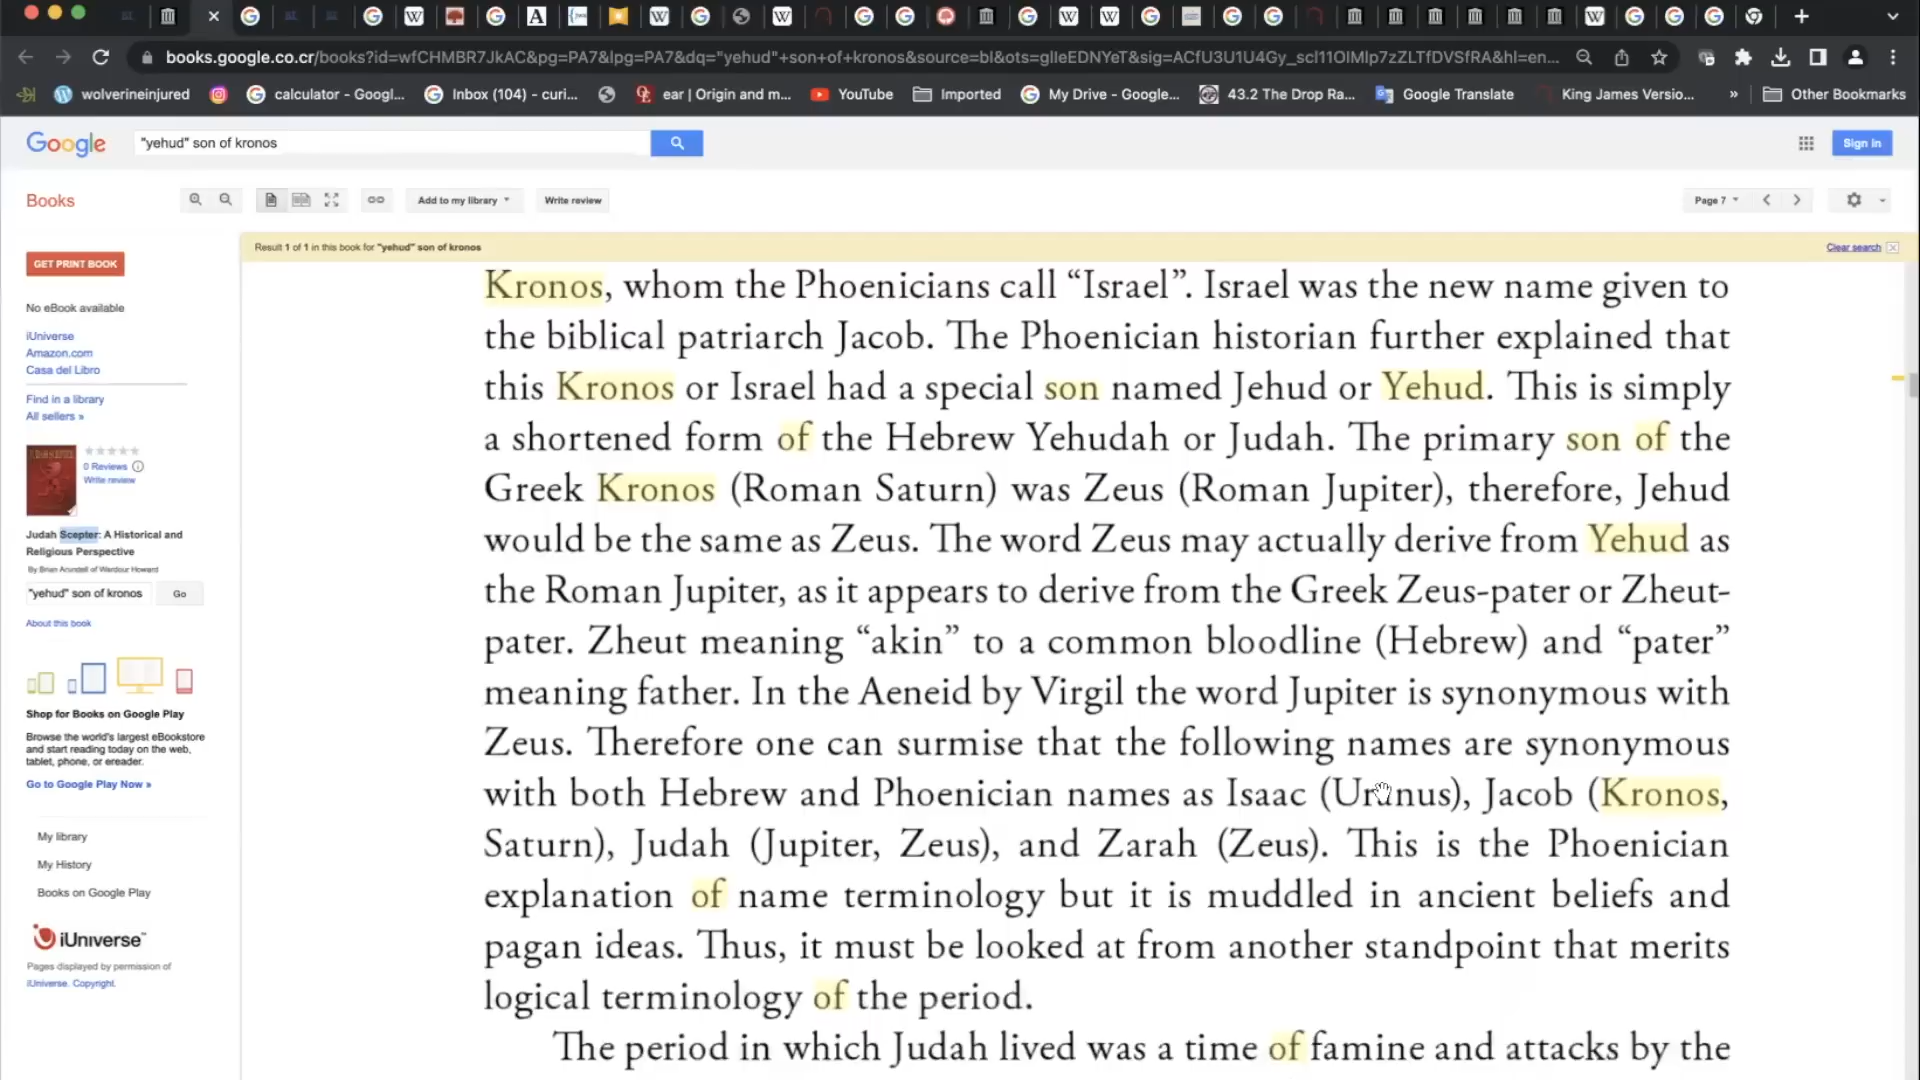 books.google.co.cr/books?id=wfCHMBR7JkAC&pg=PA7&lpg=PA7&dq="yehud"+son+of+kronos&source=bl&ots=glIeEDNYeT&sig=ACfU3U1U4Gy_scl11OlMlp7zZLTfDVSfRA&hl=en...
wolverineinjured
calculator - Googl...
Inbox (104) - curi...
ear | Origin and m...
YouTube
Imported
My Drive - Google...
43.2 The Drop Ra...
Google Translate
King James Versio...
»
Other Bookmarks
Google
"yehud" son of kronos
Sign in
Books
Add to my library
Write review
Page 7
Result 1 of 1 in this book for "yehud" son of kronos
Clear search
GET PRINT BOOK
No eBook available
iUniverse
Amazon.com
Casa del Libro
Find in a library
All sellers »
0 Reviews
Write review
Judah Scepter: A Historical and
Religious Perspective
By Brian Arundell of Wardour Howard
"yehud" son of kronos
Go
About this book
Shop for Books on Google Play
Browse the world's largest eBookstore
and start reading today on the web,
tablet, phone, or ereader.
Go to Google Play Now »
My library
My History
Books on Google Play
iUniverse™
Pages displayed by permission of
iUniverse. Copyright.
Kronos, whom the Phoenicians call “Israel”. Israel was the new name given to
the biblical patriarch Jacob. The Phoenician historian further explained that
this Kronos or Israel had a special son named Jehud or Yehud. This is simply
a shortened form of the Hebrew Yehudah or Judah. The primary son of the
Greek Kronos (Roman Saturn) was Zeus (Roman Jupiter), therefore, Jehud
would be the same as Zeus. The word Zeus may actually derive from Yehud as
the Roman Jupiter, as it appears to derive from the Greek Zeus-pater or Zheut-
pater. Zheut meaning “akin” to a common bloodline (Hebrew) and “pater”
meaning father. In the Aeneid by Virgil the word Jupiter is synonymous with
Zeus. Therefore one can surmise that the following names are synonymous
with both Hebrew and Phoenician names as Isaac (Uranus), Jacob (Kronos,
Saturn), Judah (Jupiter, Zeus), and Zarah (Zeus). This is the Phoenician
explanation of name terminology but it is muddled in ancient beliefs and
pagan ideas. Thus, it must be looked at from another standpoint that merits
logical terminology of the period.
The period in which Judah lived was a time of famine and attacks by the